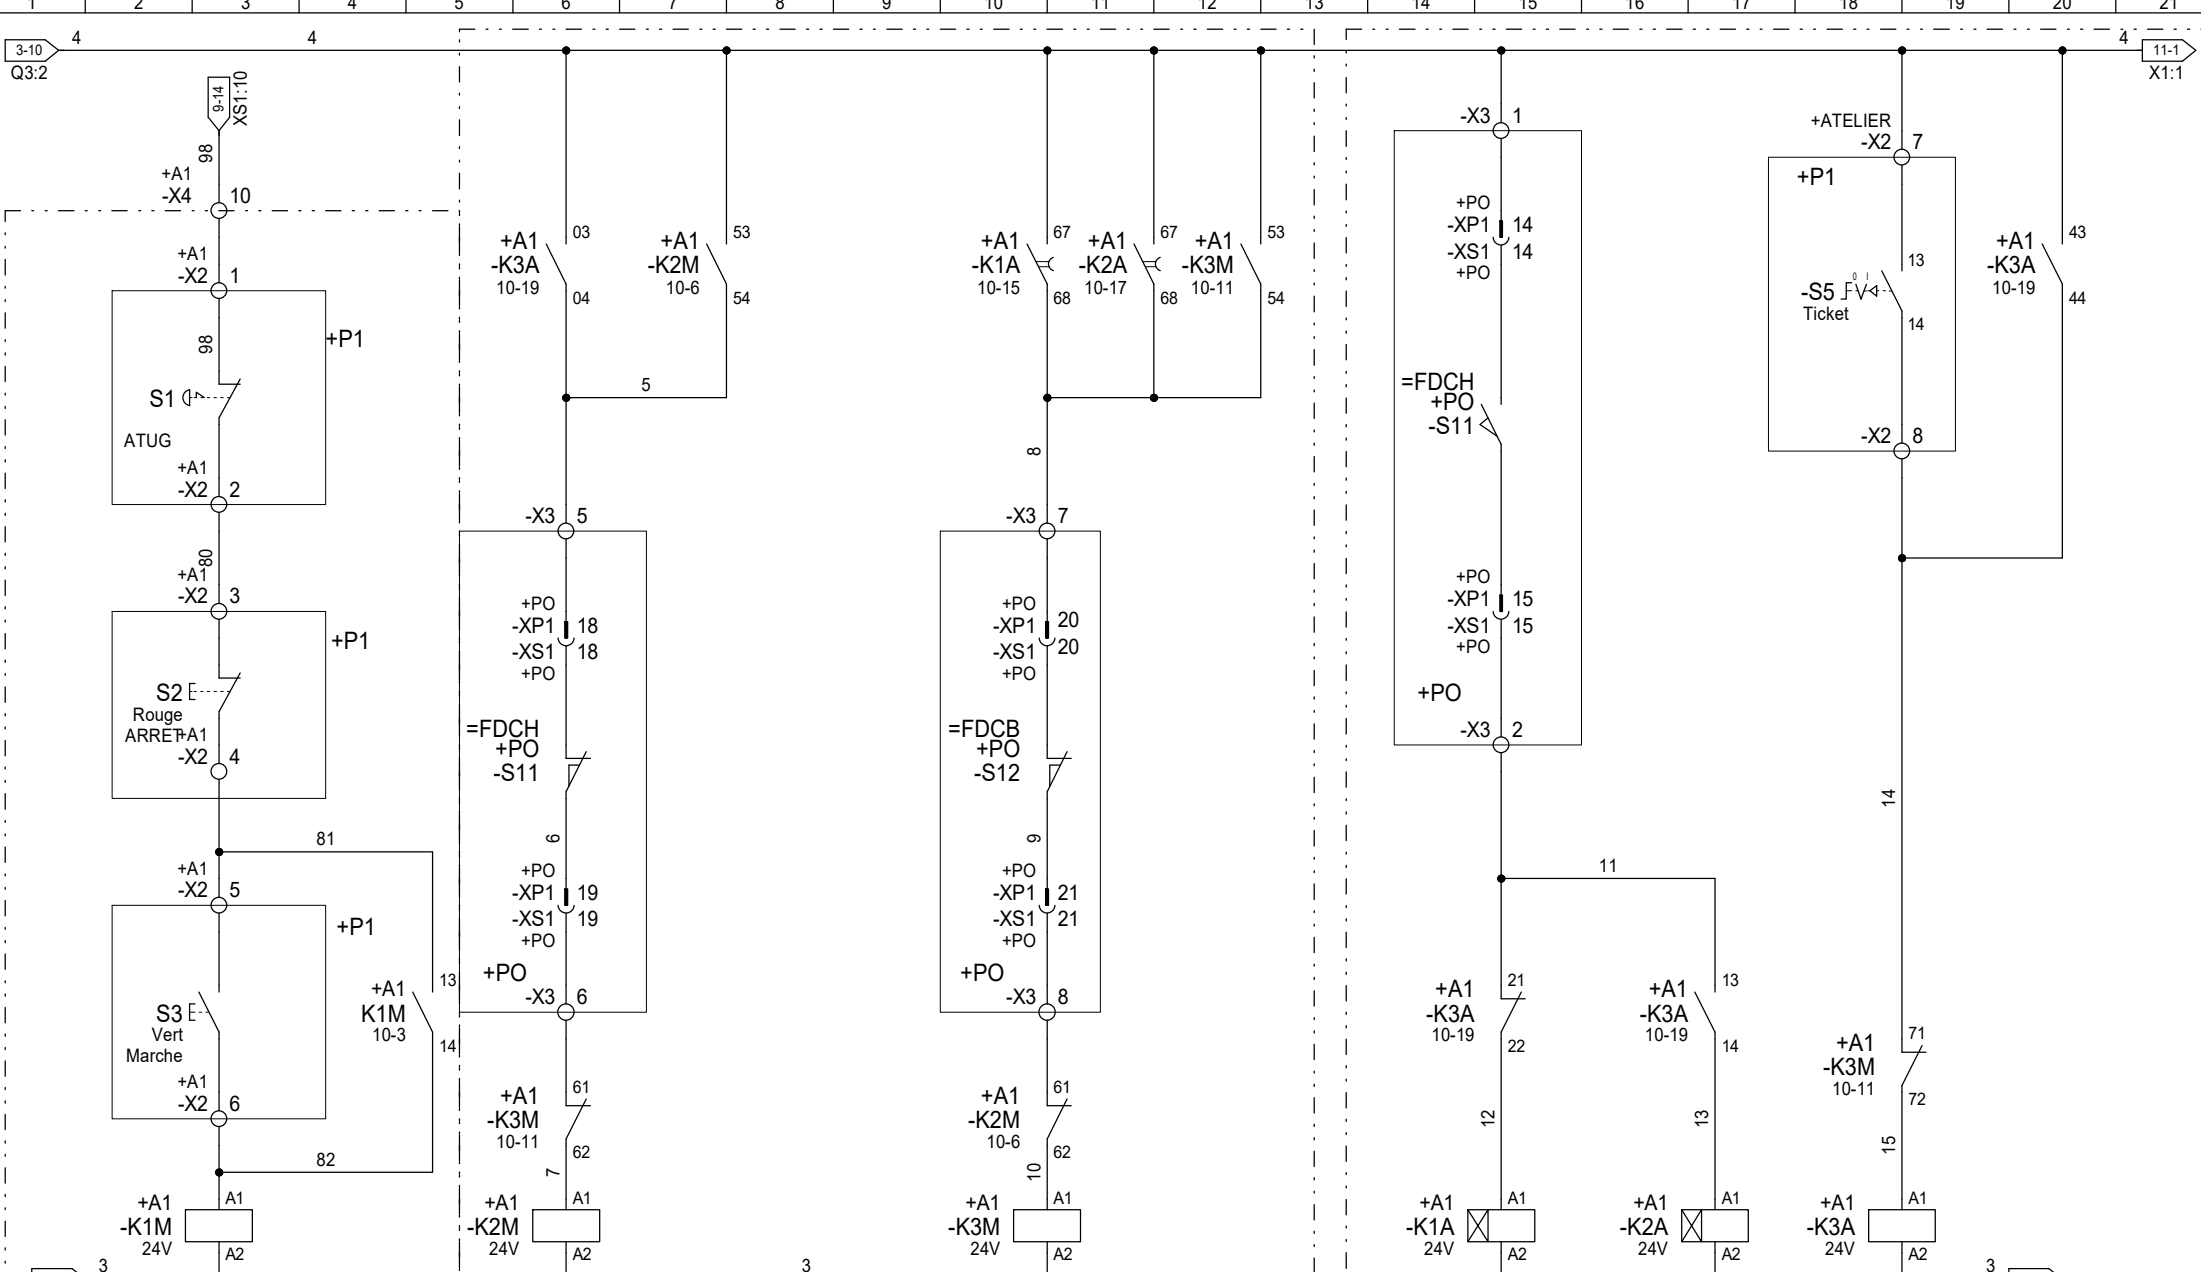 1 2 3 4 5 6 7 8 9 10 11 12 13 14 15 16 17 18 19 20 21
3-10
Q3:2
4
4
4
11-1
X1:1
9-14
XS1:10
98
+A1
-X4 10
+A1
-X2 1
98
+P1
S1
ATUG
+A1
-X2 2
80
+A1
-X2 3
+P1
S2
Rouge
ARRET
+A1
-X2 4
81
+A1
-X2 5
+P1
S3
Vert
Marche
+A1
-X2 6
+A1
K1M
10-3
13
14
82
+A1
-K1M
24V
A1
A2
3
+A1
-K3A
10-19
03
04
+A1
-K2M
10-6
53
54
5
-X3 5
+PO
-XP1 18
-XS1 18
+PO
=FDCH
+PO
-S11
6
+PO
-XP1 19
-XS1 19
+PO
+PO
-X3 6
+A1
-K3M
10-11
61
62
7
+A1
-K2M
24V
A1
A2
3
+A1
-K1A
10-15
67
68
+A1
-K2A
10-17
67
68
+A1
-K3M
10-11
53
54
8
-X3 7
+PO
-XP1 20
-XS1 20
+PO
=FDCB
+PO
-S12
9
+PO
-XP1 21
-XS1 21
+PO
+PO
-X3 8
+A1
-K2M
10-6
61
62
10
+A1
-K3M
24V
A1
A2
-X3 1
+PO
-XP1 14
-XS1 14
+PO
=FDCH
+PO
-S11
+PO
-XP1 15
-XS1 15
+PO
+PO
-X3 2
11
+A1
-K3A
10-19
21
22
12
+A1
-K1A
24V
A1
A2
+A1
-K3A
10-19
13
14
13
+A1
-K2A
24V
A1
A2
+ATELIER
-X2 7
+P1
13
0 I
-S5
Ticket
14
-X2 8
+A1
-K3A
10-19
43
44
14
+A1
-K3M
10-11
71
72
15
+A1
-K3A
24V
A1
A2
3